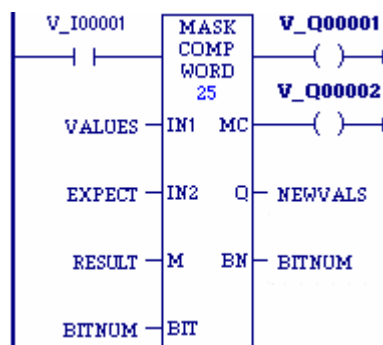 V_I00001 MASK V_Q00001
COMP
WORD
25 V_Q00002
VALUES IN1 MC
EXPECT IN2 Q NEWVALS
RESULT M BN BITNUM
BITNUM BIT